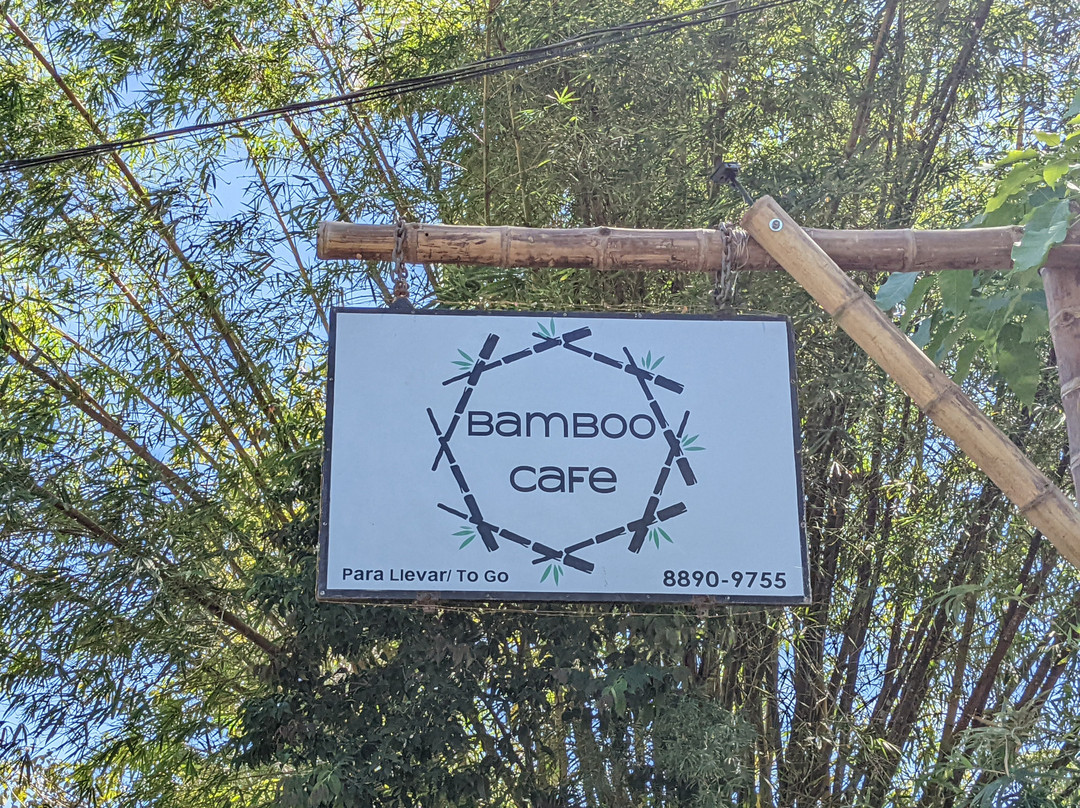 Bamboo
Cafe
Para Llevar/ To Go
8890-9755